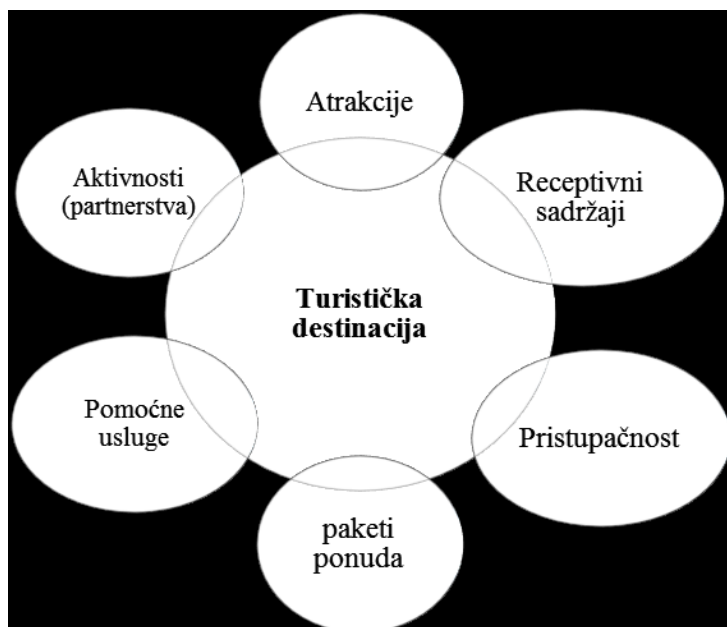 Atrakcije
Aktivnosti
(partnerstva)
Receptivni
sadržaji
Turistička
destinacija
Pomoćne
usluge
Pristupačnost
paketi
ponuda